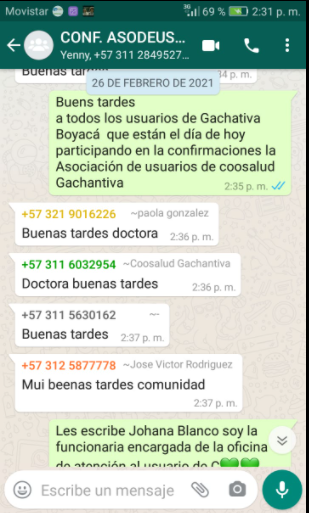 Movistar 69 % 2:31 p. m.
CONF. ASODEUS...
Yenny, +57 311 2849527...
Buenas tar
p. m.
26 DE FEBRERO DE 2021
Buens tardes
a todos los usuarios de Gachativa
Boyacá que están el día de hoy
participando en la confirmaciones la
Asociación de usuarios de coosalud
Gachantiva
2:35 p. m.
+57 321 9016226 ~paola gonzalez
Buenas tardes doctora 2:36 p. m.
+57 311 6032954 ~Coosalud Gachantiva
Doctora buenas tardes 2:36 p. m.
+57 311 5630162 ~-
Buenas tardes 2:37 p. m.
+57 312 5877778 ~Jose Victor Rodriguez
Mui beenas tardes comunidad
2:37 p. m.
Les escribe Johana Blanco soy la
funcionaria encargada de la oficina
de atención al usuario de C
Escribe un mensaje